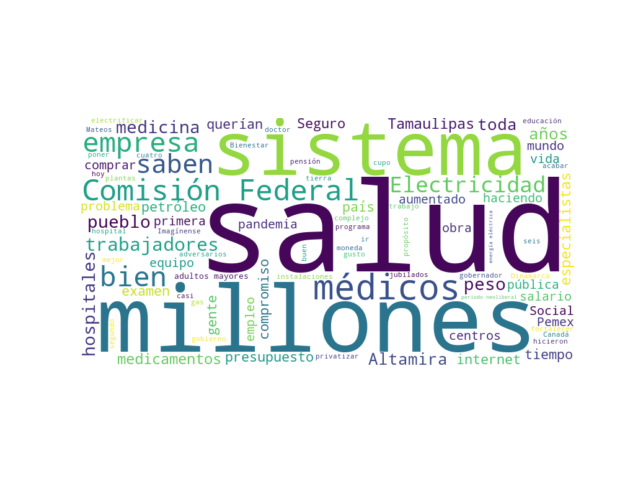 electrificar
educación
Mateos
medicina
querían
doctor
Seguro
sistema
Tamaulipas
toda
empresa
Bienestar
años
poner
cuatro
saben
mundo
comprar
pensión
cupo
vida
hoy
plantas
acabar
Comisión Federal
tierra
Electricidad
especialistas
problema
petróleo
país
trabajo
aumentado
haciendo
pueblo
primera
complejo
salud
obra
hospital
Imagínense
pandemia
programa
propósito
energía eléctrica
trabajadores
moneda
ir
seis
adversarios
buen
gusto
hospitales
equipo
bien
adultos mayores
compromiso
instalaciones
jubilados
gobernador
Dinamarca
mejor
casi
médicos
peso
pública
examen
millones
periodo neoliberal
salario
gas
gente
empleo
Social
gobierno
Pemex
Canadá
centros
hicieron
medicamentos
presupuesto
privatizar
Altamira
internet
tiempo